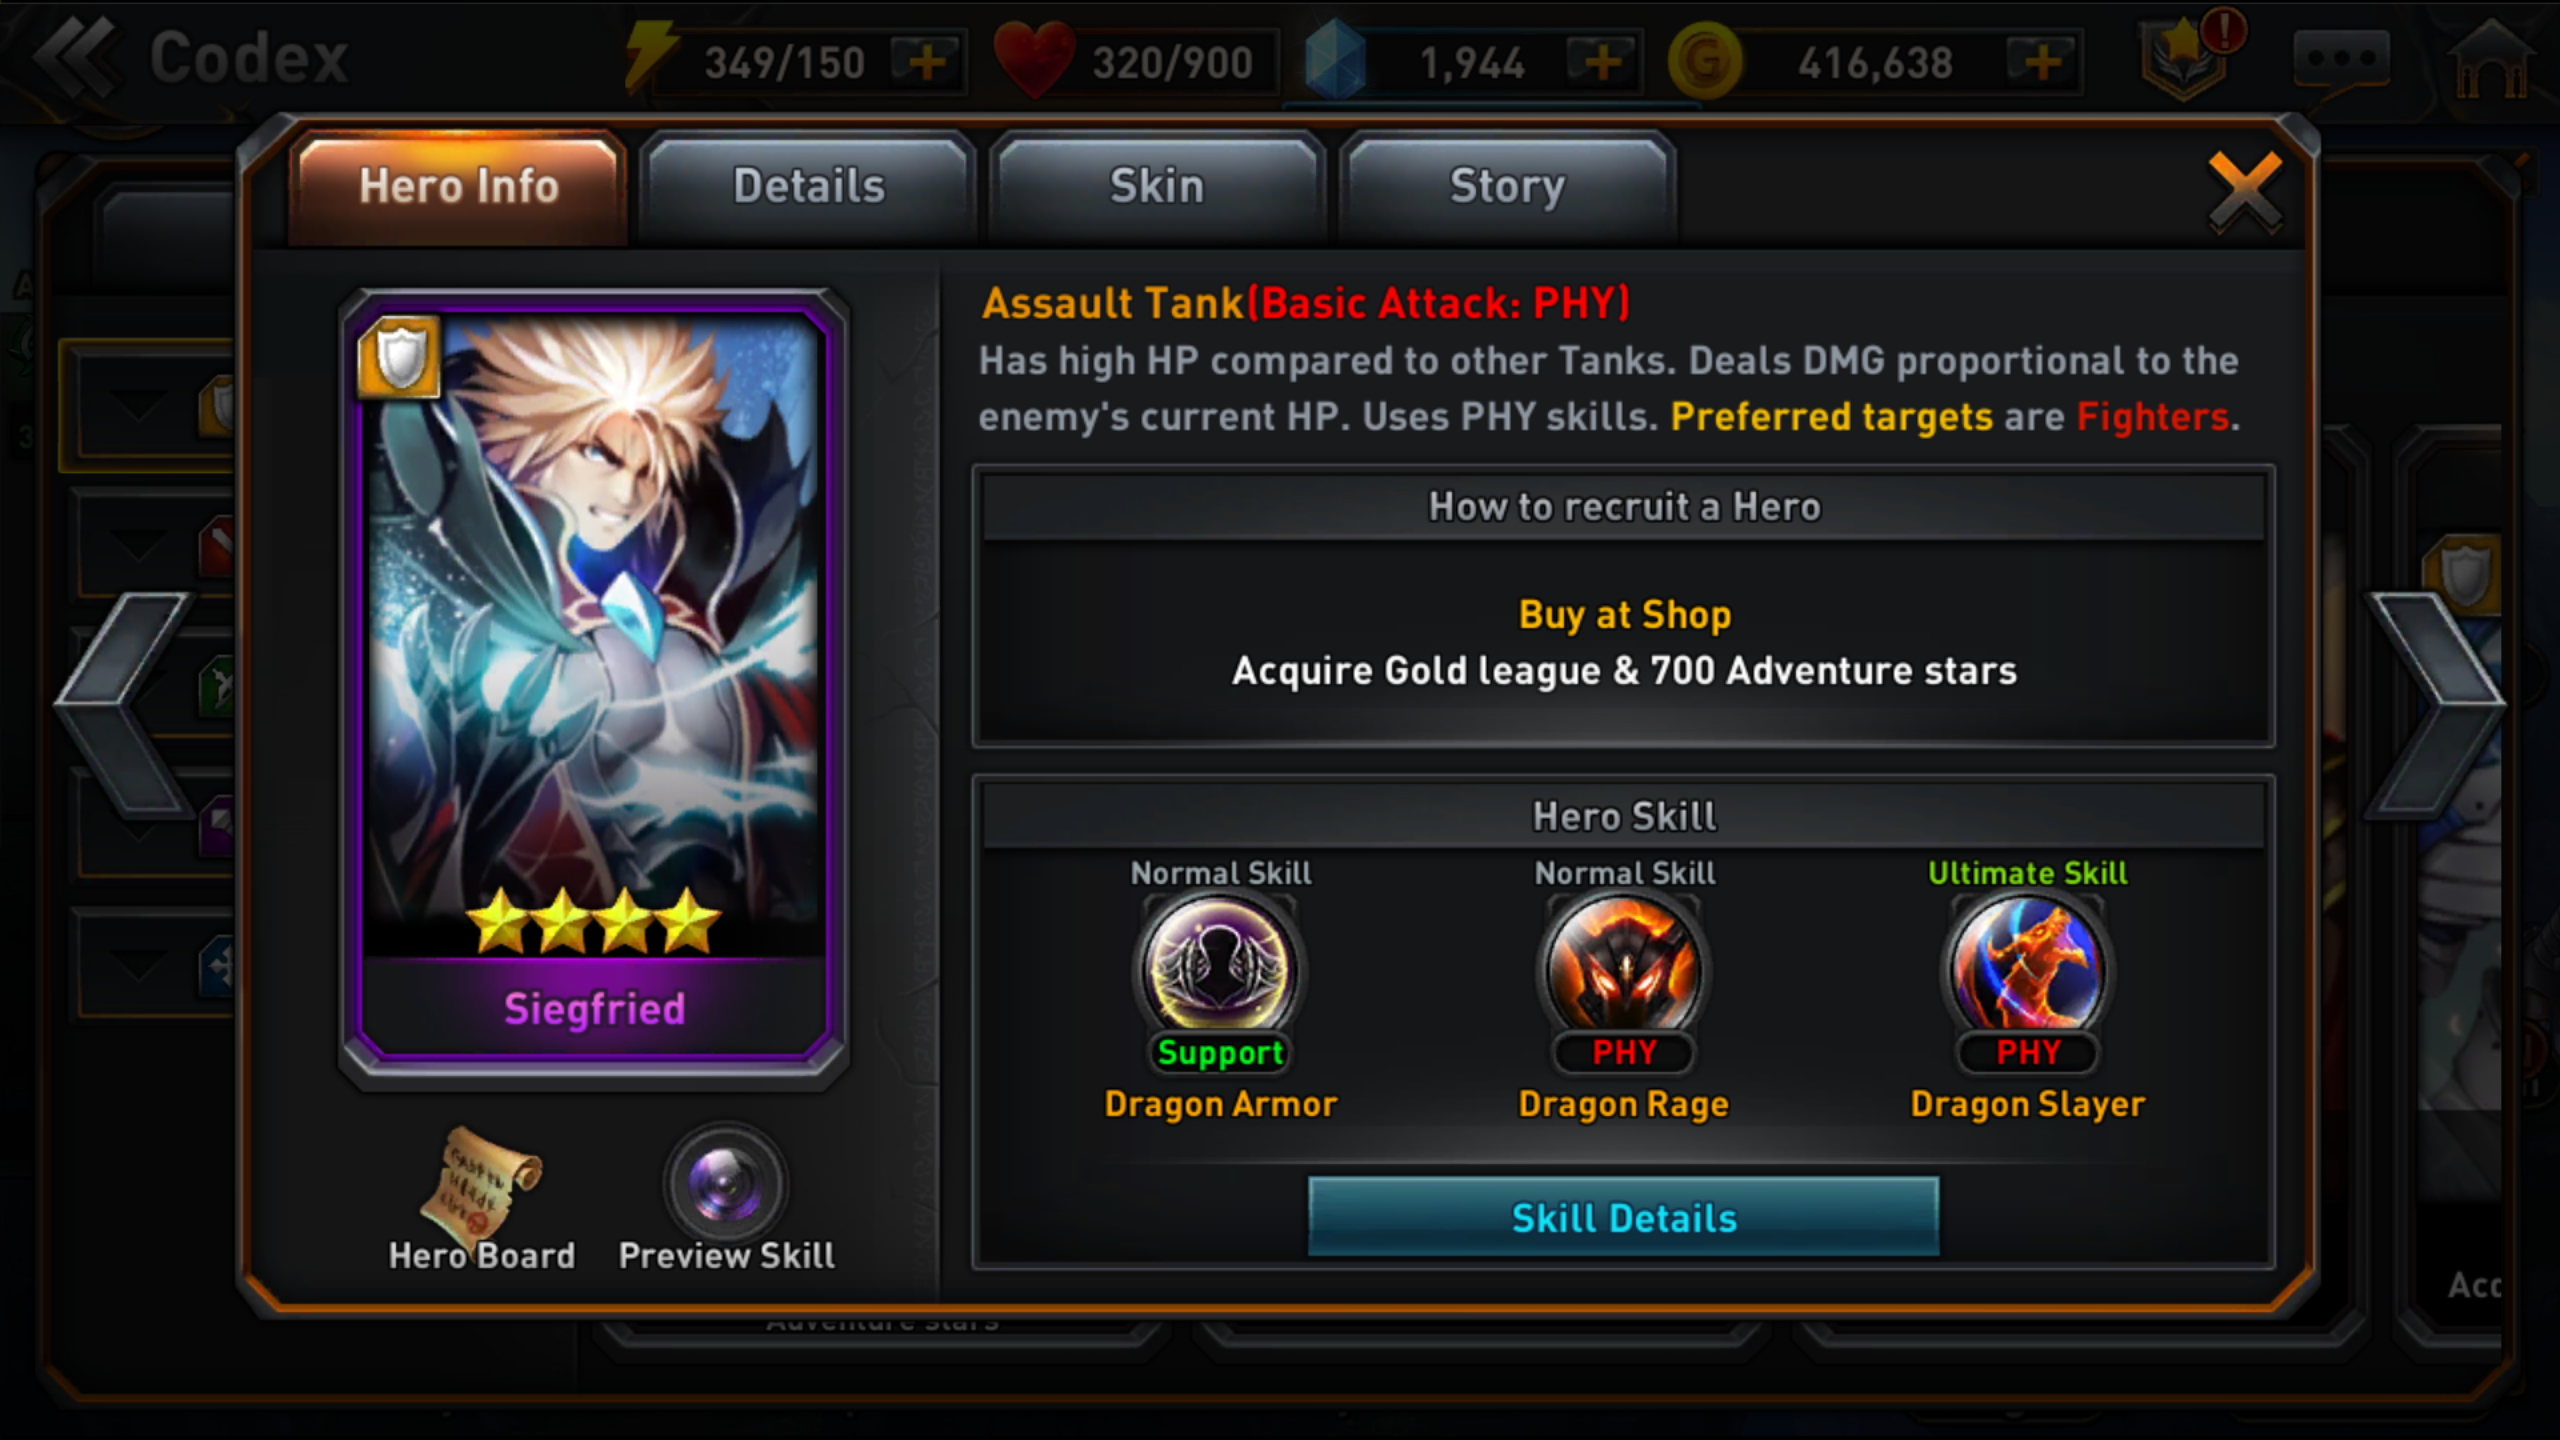 Codex
349/150
320/900
1,944
416,638
Hero Info
Details
Skin
Story
Assault Tank(Basic Attack: PHY)
Has high HP compared to other Tanks. Deals DMG proportional to the
enemy's current HP. Uses PHY skills. Preferred targets are Fighters.
How to recruit a Hero
Buy at Shop
Acquire Gold league & 700 Adventure stars
Siegfried
Hero Board
Preview Skill
Hero Skill
Normal Skill
Normal Skill
Ultimate Skill
Support
PHY
PHY
Dragon Armor
Dragon Rage
Dragon Slayer
Skill Details
Adventure stars